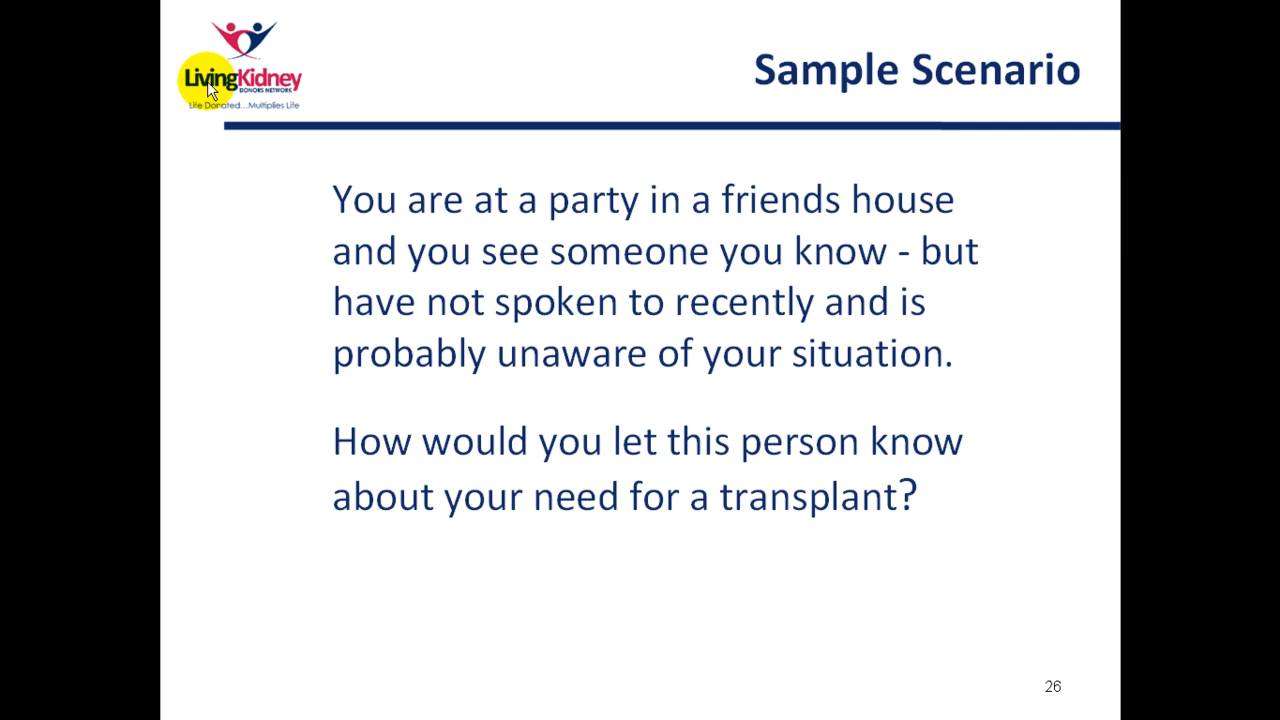 LivingKidney
DONORS NETWORK
Life Donated...Multiplies Life
Sample Scenario
You are at a party in a friends house
and you see someone you know - but
have not spoken to recently and is
probably unaware of your situation.
How would you let this person know
about your need for a transplant?
26